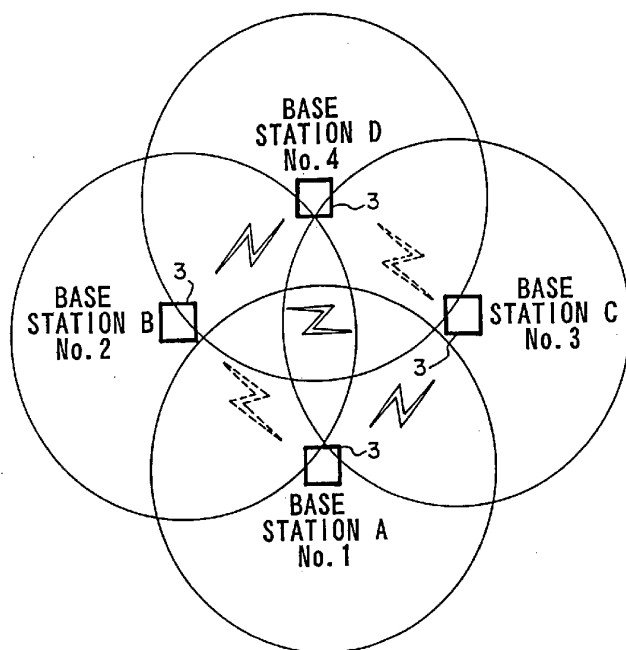 BASE
STATION D
No.4
3
3
BASE
STATION B
No.2
BASE
STATION C
No.3
3
3
BASE
STATION A
No.1